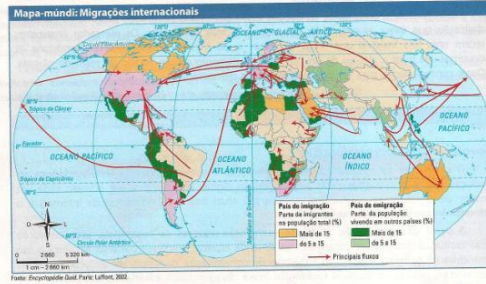 Mapa-múndi: Migrações internacionais
OCEANO GLACIAL ÁRTICO
Trópico de Câncer
OCEANO
PACÍFICO
Equador
OCEANO PACÍFICO
OCEANO
ATLÂNTICO
OCEANO
ÍNDICO
Trópico de Capricórnio
Meridiano de Greenwich
Círculo Polar Antártico
N
O
L
S
0 2 660 5 320 km
1 cm – 2 660 km
País de imigração
Parte de imigrantes
na população total (%)
Mais de 15
de 5 a 15
País de emigração
Parte da população
vivendo em outros países (%)
Mais de 15
de 5 a 15
Principais fluxos
Fonte: Encyclopédie Quid. Paris: Laffont, 2002.